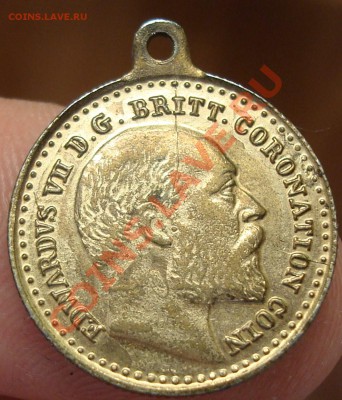 COINS.LAVE.RU
EDWARDVS VII D.G. BRITT. CORONATION COIN
COINS.LAVE.RU